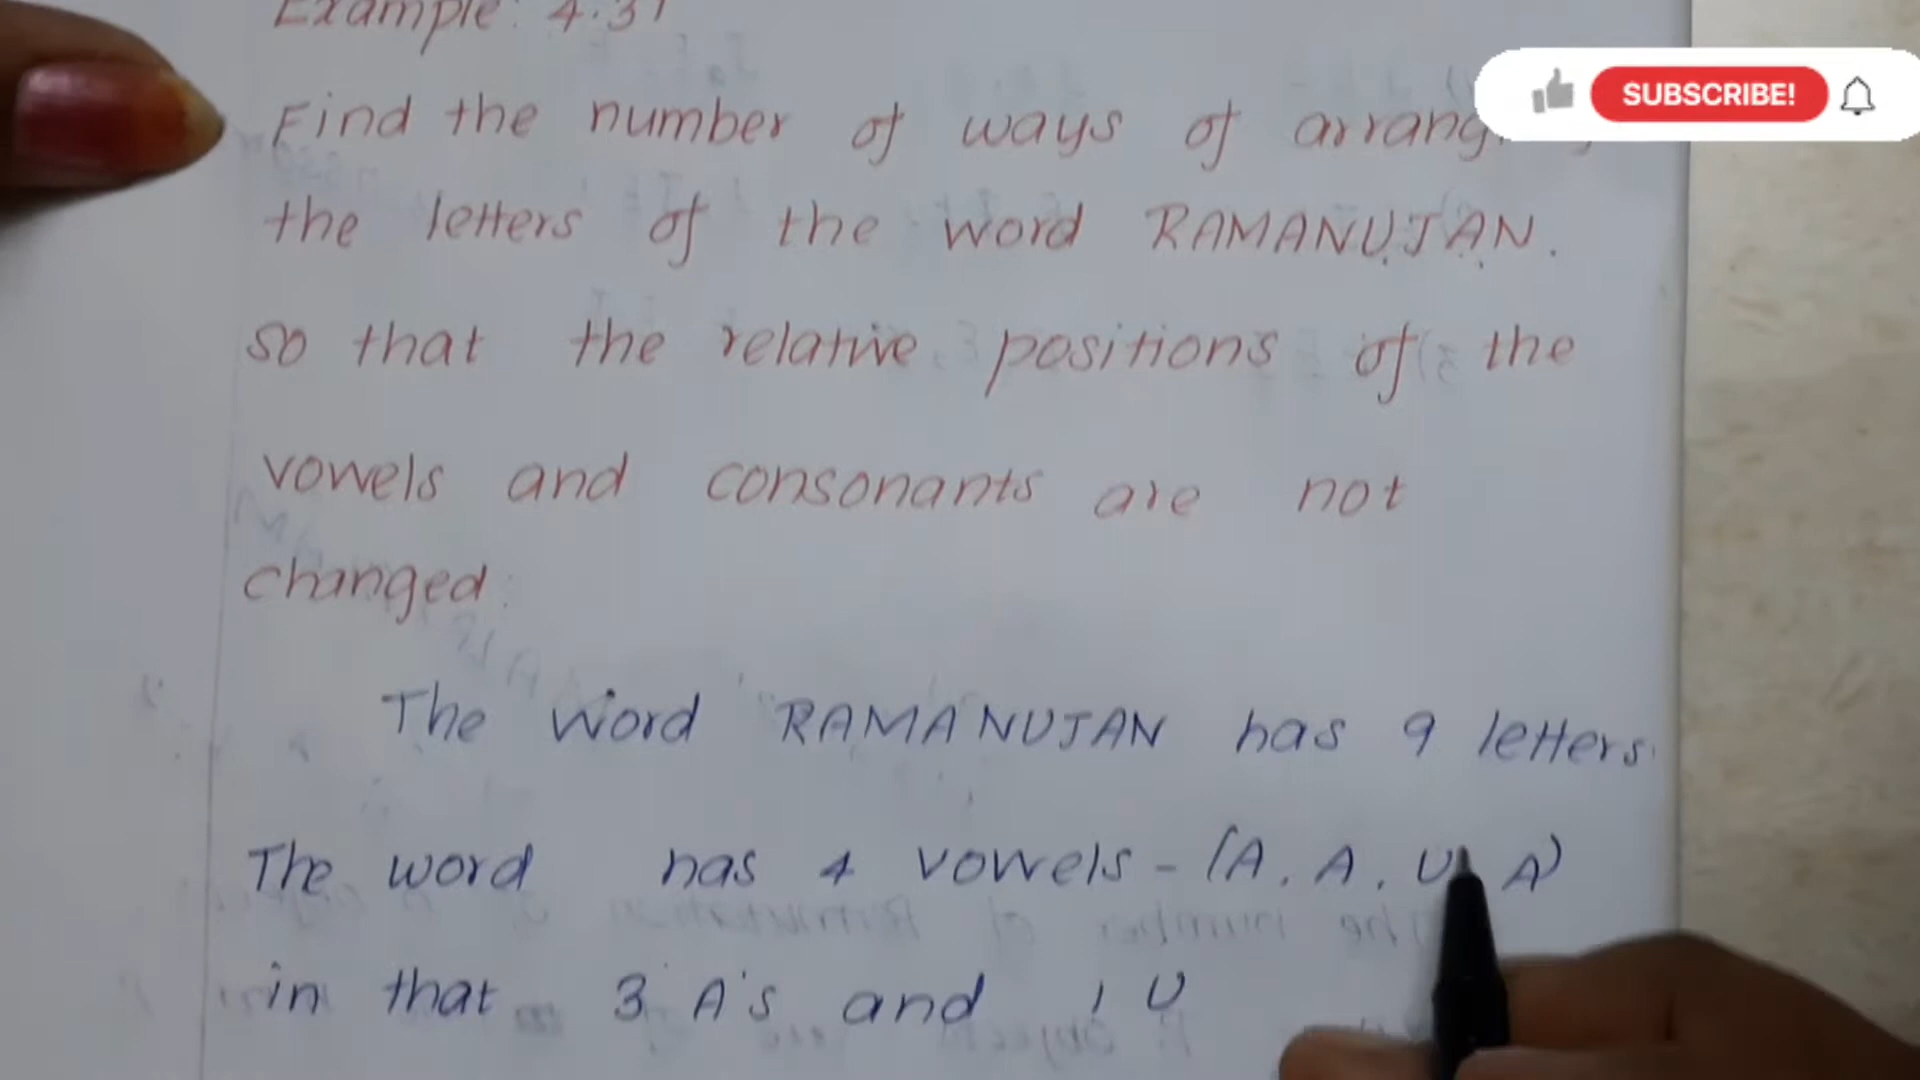 Example: 4.31
Find the number of ways of arrang
SUBSCRIBE!
the letters of the word RAMANUJAN.
so that the relative positions of the
vowels and consonants are not
changed.
The word RAMANUJAN has 9 letters.
The word has 4 vowels - (A, A, U, A)
in that 3 A's and 1 U